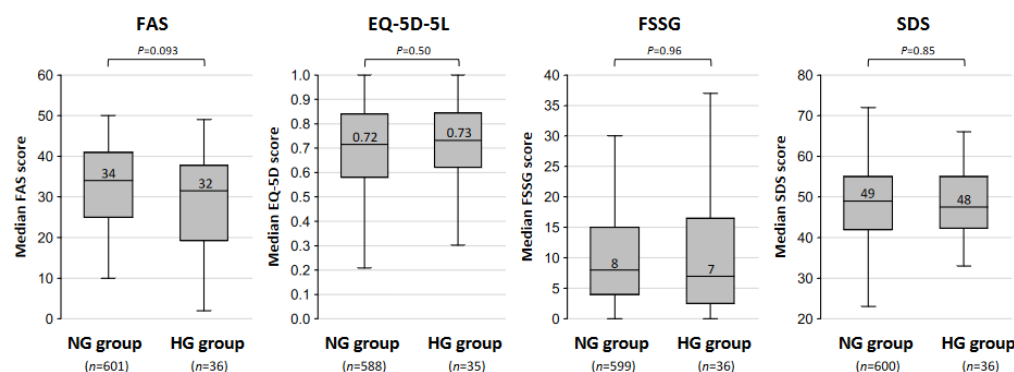 FAS
P=0.093
Median FAS score
60
50
40
30
20
10
0
34
32
NG group
HG group
(n=601)
(n=36)
EQ-5D-5L
P=0.50
Median EQ-5D score
1.0
0.9
0.8
0.7
0.6
0.5
0.4
0.3
0.2
0.1
0.0
0.72
0.73
NG group
HG group
(n=588)
(n=35)
FSSG
P=0.96
Median FSSG score
40
35
30
25
20
15
10
5
0
8
7
NG group
HG group
(n=599)
(n=36)
SDS
P=0.85
Median SDS score
80
70
60
50
40
30
20
49
48
NG group
HG group
(n=600)
(n=36)